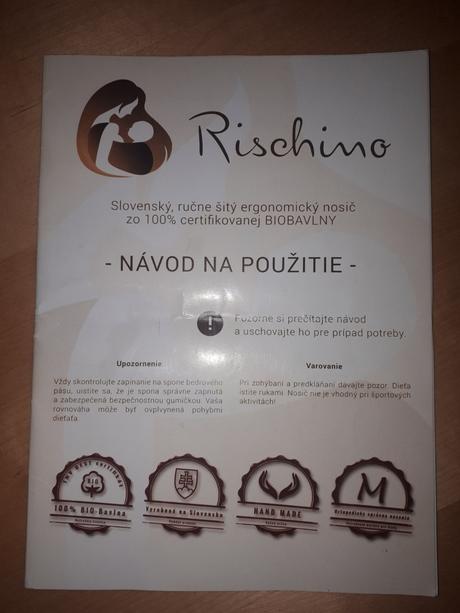 Rischino
Slovenský, ručne šitý ergonomický nosič
zo 100% certifikovanej BIOBAVLNY
- NÁVOD NA POUŽITIE -
! Pozorne si prečítajte návod
a uschovajte ho pre prípad potreby.
Upozornenie
Vždy skontrolujte zapínanie na spone bedrového
pásu, uistite sa, že je spona správne zapnutá
a zabezpečená bezpečnostnou gumičkou. Vaša
rovnováha môže byť ovplyvnená pohybmi
dieťaťa.
Varovanie
Pri zohýbaní a predkláňaní dávajte pozor. Dieťa
istite rukami. Nosič nie je vhodný pri športových
aktivitách!
BIO
100% BIO-Bavlna
Vyrobené na Slovensku
HAND MADE
M